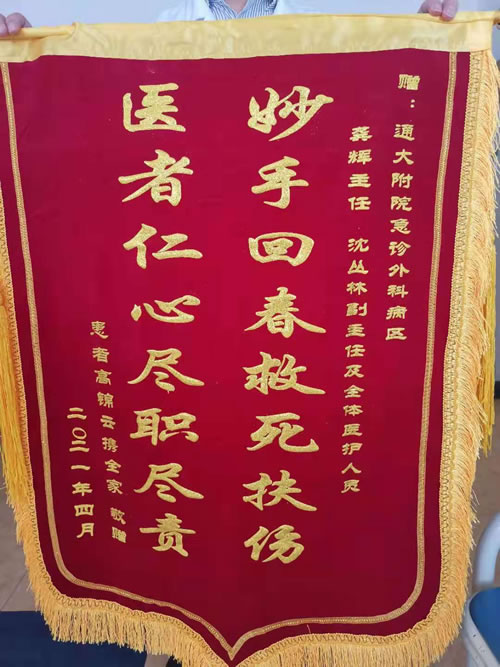 赠：通大附院急诊外科病区
龚辉主任 沈丛林副主任及全体医护人员
妙手回春救死扶伤
医者仁心尽职尽责
患者高锦云携全家 敬赠
二〇二一年四月